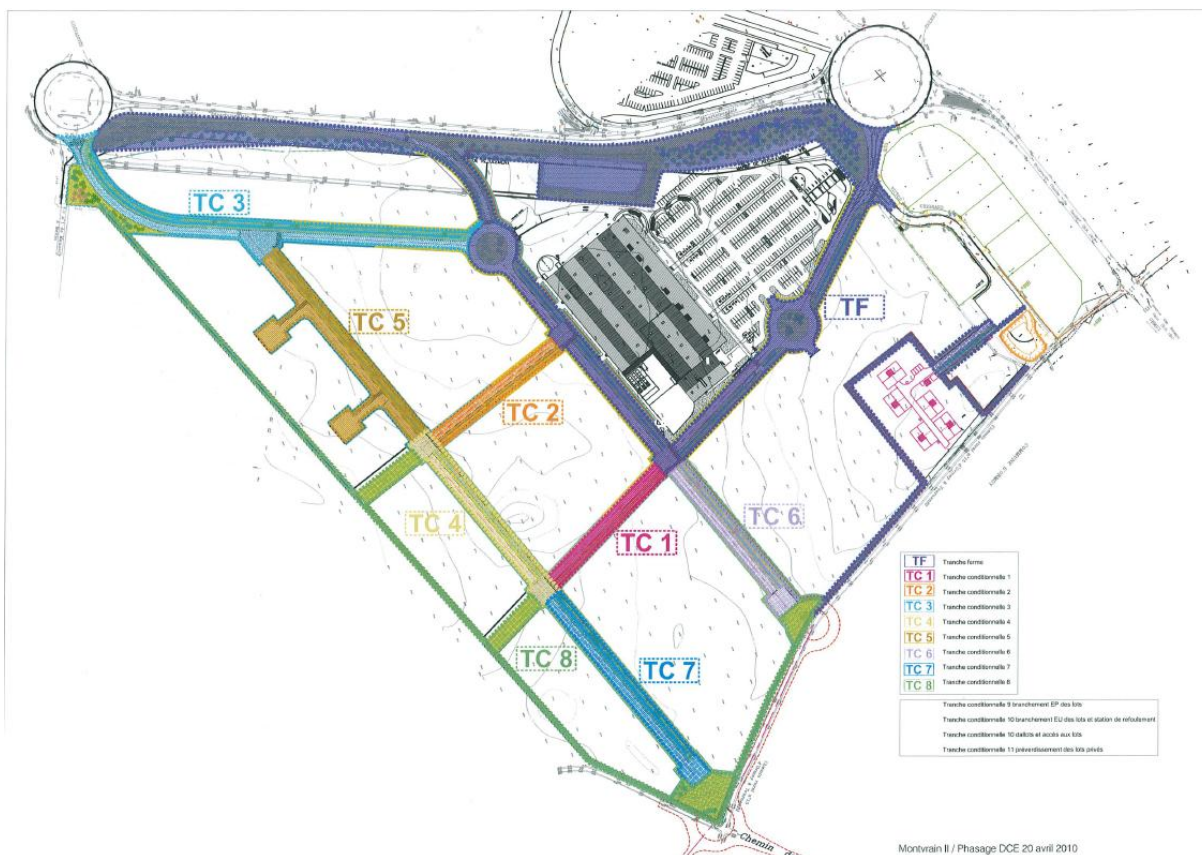 TC 3
TC 5
TF
TC 2
TC 4
TC 6
TC 1
TC 8
TC 7
TF Tranche ferme
TC 1 Tranche conditionnelle 1
TC 2 Tranche conditionnelle 2
TC 3 Tranche conditionnelle 3
TC 4 Tranche conditionnelle 4
TC 5 Tranche conditionnelle 5
TC 6 Tranche conditionnelle 6
TC 7 Tranche conditionnelle 7
TC 8 Tranche conditionnelle 8
Tranche conditionnelle 9 branchement EP des lots
Tranche conditionnelle 10 branchement EU des lots et station de refoulement
Tranche conditionnelle 10 dallots et accès aux lots
Tranche conditionnelle 11 préverdissement des lots privés
Chemin
Montvrain II / Phasage DCE 20 avril 2010